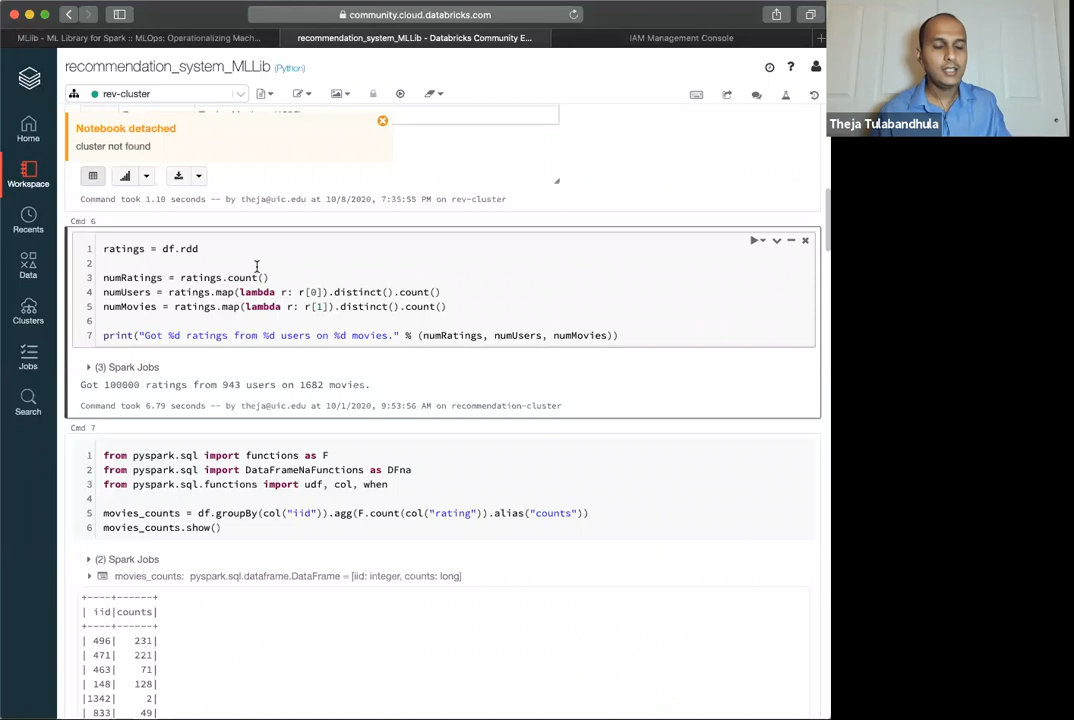 community.cloud.databricks.com
MLlib - ML Library for Spark :: MLOps: Operationalizing Mach...
recommendation_system_MLLib - Databricks Community E...
IAM Management Console
recommendation_system_MLLib (Python)
rev-cluster
Theja Tulabandhula
Notebook detached
cluster not found
Home
Workspace
Recents
Data
Clusters
Jobs
Search
Command took 1.10 seconds -- by theja@uic.edu at 10/8/2020, 7:35:55 PM on rev-cluster
Cmd 6
1 ratings = df.rdd
2
3 numRatings = ratings.count()
4 numUsers = ratings.map(lambda r: r[0]).distinct().count()
5 numMovies = ratings.map(lambda r: r[1]).distinct().count()
6
7 print("Got %d ratings from %d users on %d movies." % (numRatings, numUsers, numMovies))
(3) Spark Jobs
Got 100000 ratings from 943 users on 1682 movies.
Command took 6.79 seconds -- by theja@uic.edu at 10/1/2020, 9:53:56 AM on recommendation-cluster
Cmd 7
1 from pyspark.sql import functions as F
2 from pyspark.sql import DataFrameNaFunctions as DFna
3 from pyspark.sql.functions import udf, col, when
4
5 movies_counts = df.groupBy(col("iid")).agg(F.count(col("rating")).alias("counts"))
6 movies_counts.show()
(2) Spark Jobs
movies_counts: pyspark.sql.dataframe.DataFrame = [iid: integer, counts: long]
+----+------+
| iid|counts|
+----+------+
| 496| 231|
| 471| 221|
| 463| 71|
| 148| 128|
|1342| 2|
| 833| 49|